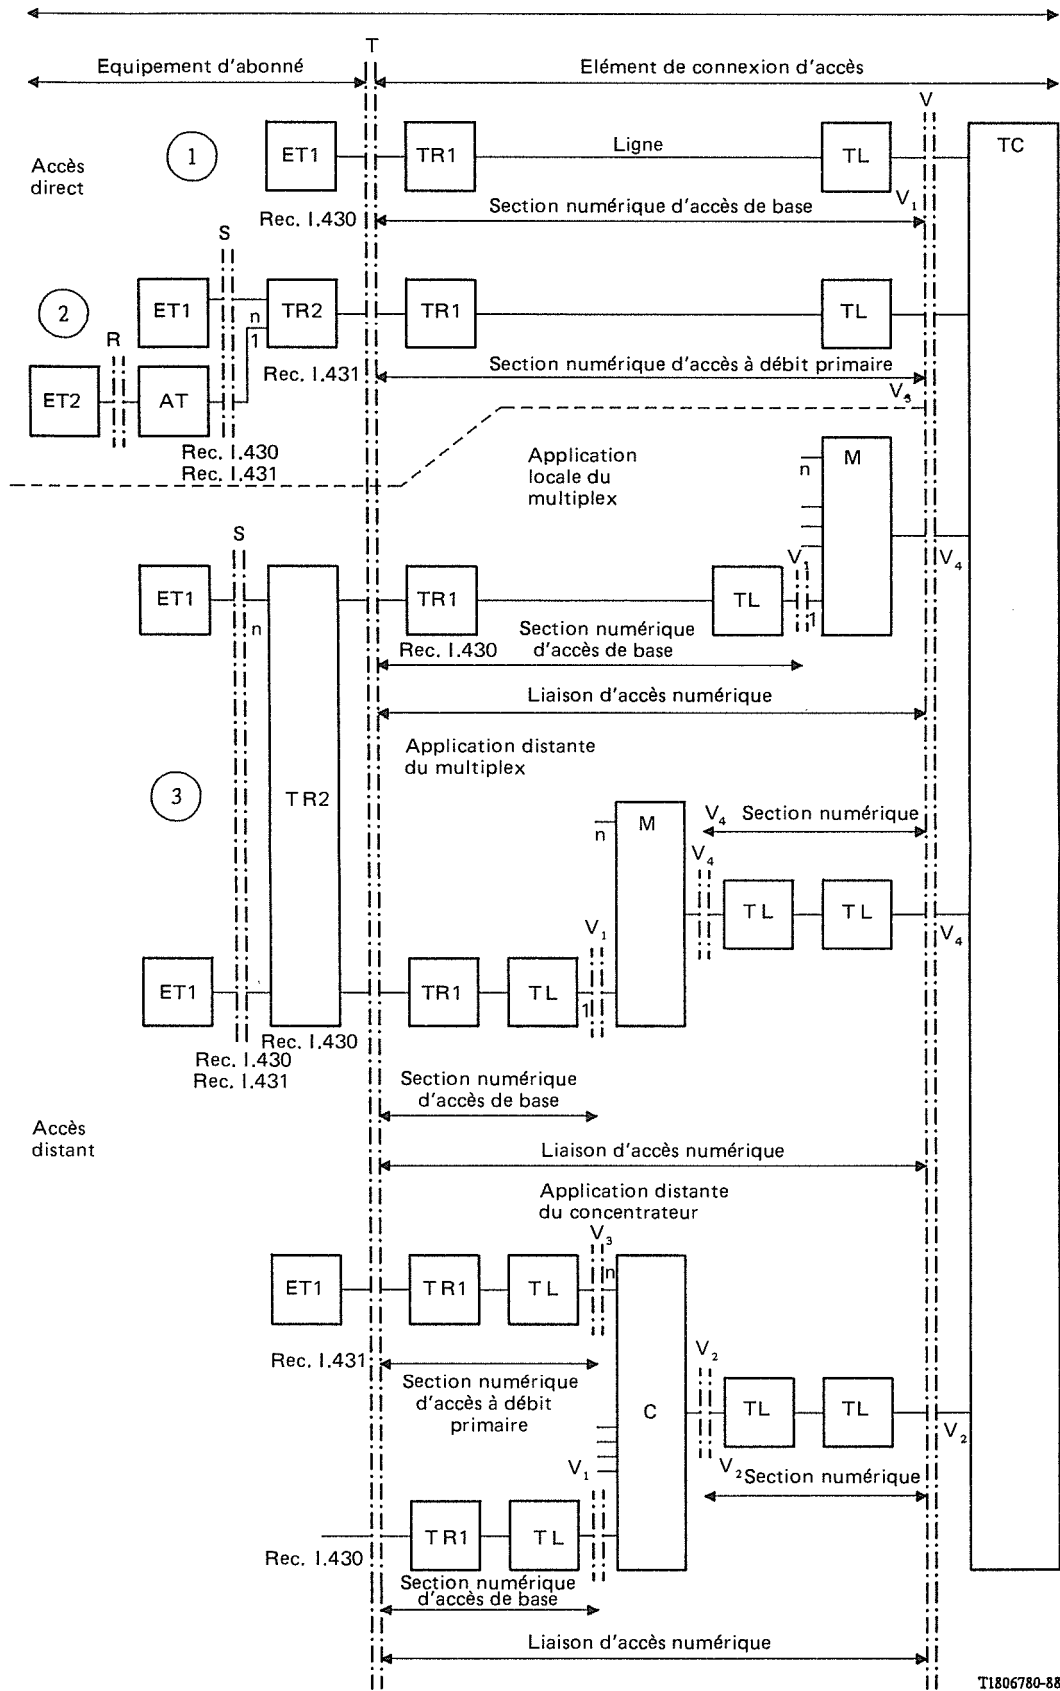 T
Equipement d'abonné
Elément de connexion d'accès
V
1
ET1
TR1
Ligne
TL
TC
Accès
direct
V₁
Rec. I.430
Section numérique d'accès de base
S
2
ET1
n
1
TR2
TR1
TL
R
Rec. I.431
Section numérique d'accès à débit primaire
V₃
ET2
AT
Rec. I.430
Rec. I.431
Application
locale du
multiplex
n
M
S
V₁
V₄
ET1
n
TR1
TL
1
Rec. I.430
Section numérique
d'accès de base
Liaison d'accès numérique
Application distante
du multiplex
3
TR2
n
M
V₄ Section numérique
V₄
TL
TL
V₁
V₄
ET1
TR1
TL
1
Rec. I.430
Rec. I.430
Rec. I.431
Section numérique
d'accès de base
Accès
distant
Liaison d'accès numérique
Application distante
du concentrateur
V₃
ET1
TR1
TL
n
Rec. I.431
V₂
Section numérique
d'accès à débit
primaire
C
TL
TL
V₂
V₁
V₂ Section numérique
TR1
TL
Rec. I.430
Section numérique
d'accès de base
Liaison d'accès numérique
T1806780-88